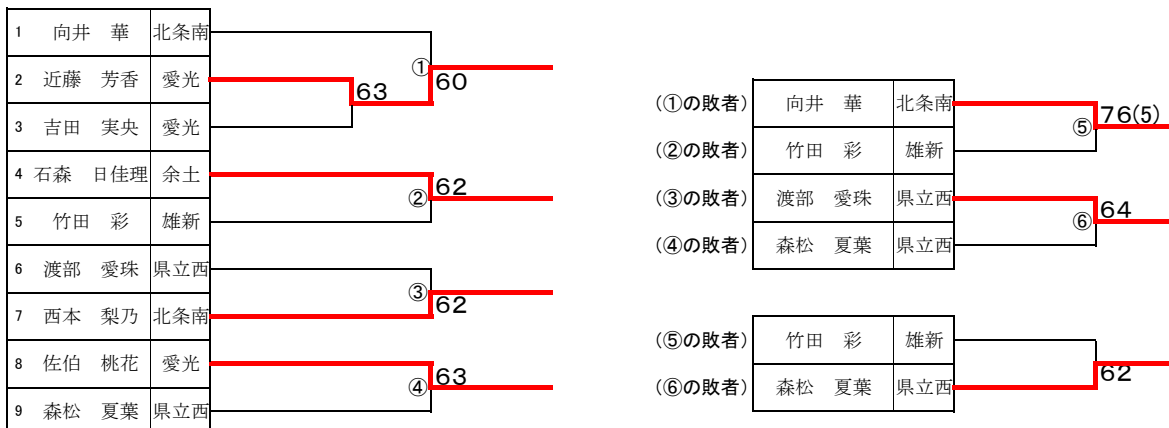 1 向井　華 北条南
2 近藤　芳香 愛光
3 吉田　実央 愛光
4 石森　日佳理 余土
5 竹田　彩 雄新
6 渡部　愛珠 県立西
7 西本　梨乃 北条南
8 佐伯　桃花 愛光
9 森松　夏葉 県立西
63
① 60
② 62
③ 62
④ 63
(①の敗者) 向井　華 北条南
(②の敗者) 竹田　彩 雄新
(③の敗者) 渡部　愛珠 県立西
(④の敗者) 森松　夏葉 県立西
⑤ 76(5)
⑥ 64
(⑤の敗者) 竹田　彩 雄新
(⑥の敗者) 森松　夏葉 県立西
62